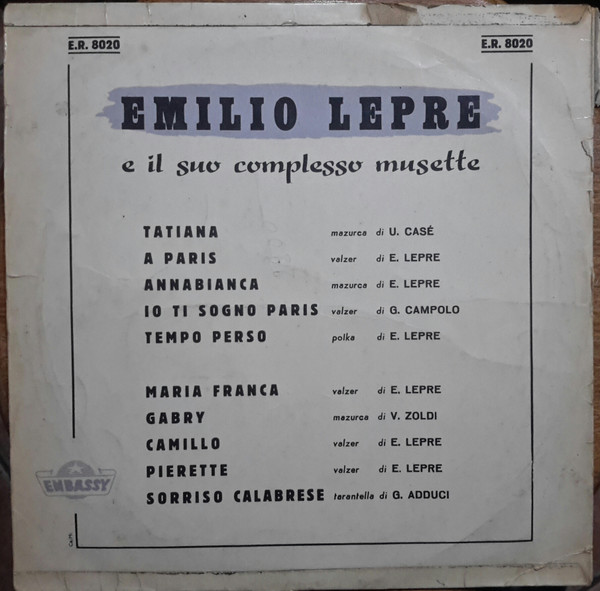 E.R. 8020 E.R. 8020
EMILIO LEPRE
e il suo complesso musette
TATIANA mazurca di U. CASÉ
A PARIS valzer di E. LEPRE
ANNABIANCA mazurca di E. LEPRE
IO TI SOGNO PARIS valzer di G. CAMPOLO
TEMPO PERSO polka di E. LEPRE
MARIA FRANCA valzer di E. LEPRE
GABRY mazurca di V. ZOLDI
CAMILLO valzer di E. LEPRE
PIERETTE valzer di E. LEPRE
SORRISO CALABRESE tarantella di G. ADDUCI
EMBASSY